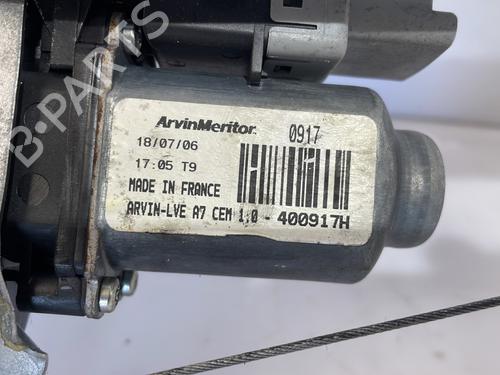 B-PARTS
ArvinMeritor. 0917
18/07/06
17:05 T9
MADE IN FRANCE
ARVIN-LVE A7 CEM 1.0 - 400917H